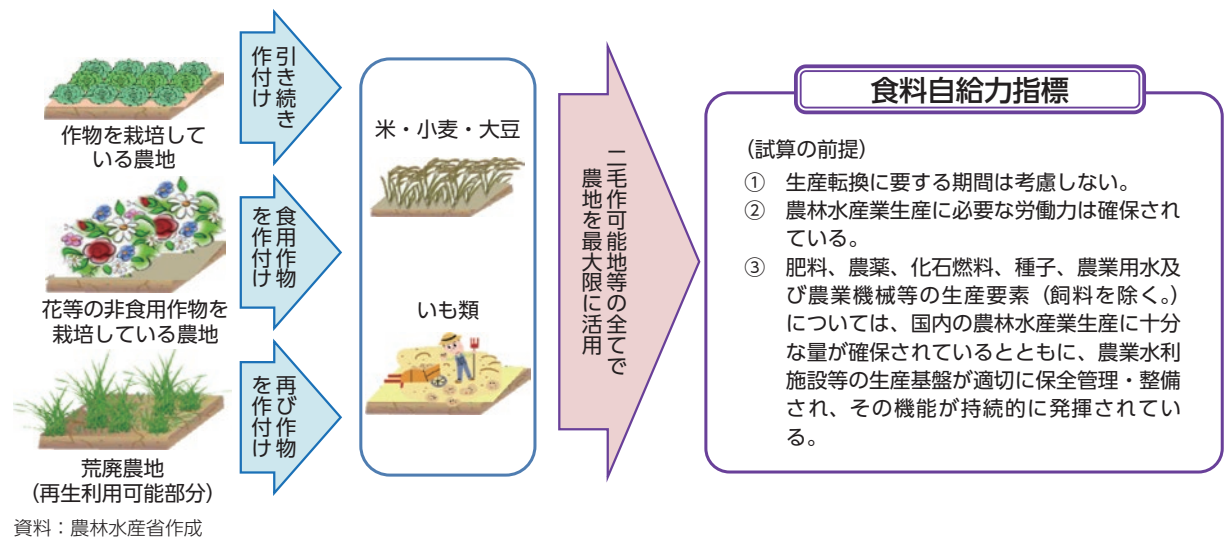 作物を栽培して
いる農地
引き続き
作付け
花等の非食用作物を
栽培している農地
食用作物
を作付け
荒廃農地
(再生利用可能部分)
再び作物
を作付け
米・小麦・大豆
いも類
二毛作可能地等の全てで
農地を最大限に活用
食料自給力指標
(試算の前提)
① 生産転換に要する期間は考慮しない。
② 農林水産業生産に必要な労働力は確保され
ている。
③ 肥料、農薬、化石燃料、種子、農業用水及
び農業機械等の生産要素(飼料を除く。)
については、国内の農林水産業生産に十分
な量が確保されているとともに、農業水利
施設等の生産基盤が適切に保全管理・整備
され、その機能が持続的に発揮されてい
る。
資料:農林水産省作成